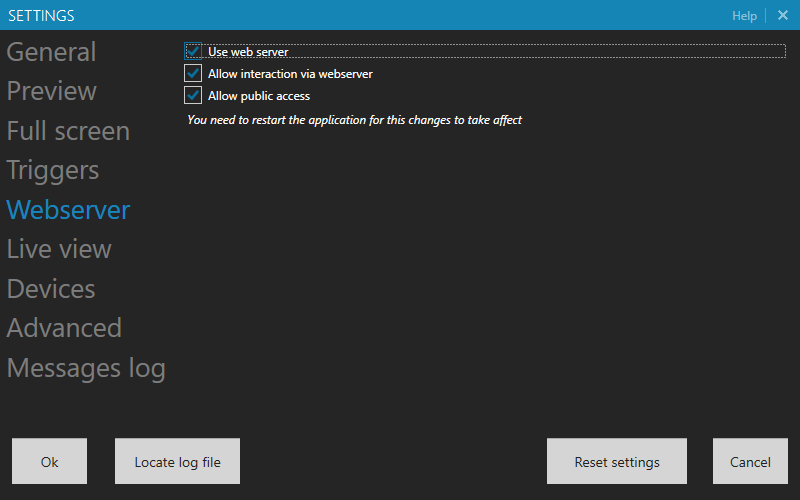 SETTINGS
Help
General
Preview
Full screen
Triggers
Webserver
Live view
Devices
Advanced
Messages log
Use web server
Allow interaction via webserver
Allow public access
You need to restart the application for this changes to take affect
Ok
Locate log file
Reset settings
Cancel